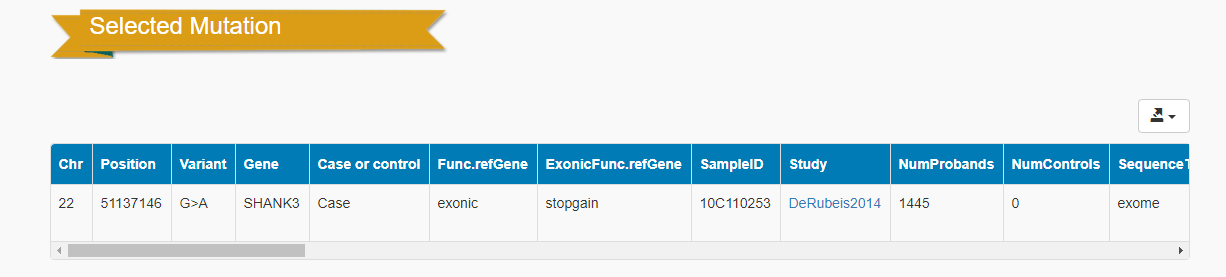 Selected Mutation
Chr Position Variant Gene Case or control Func.refGene ExonicFunc.refGene SampleID Study NumProbands NumControls
22 51137146 G>A SHANK3 Case exonic stopgain 10C110253 DeRubeis2014 1445 0 exome